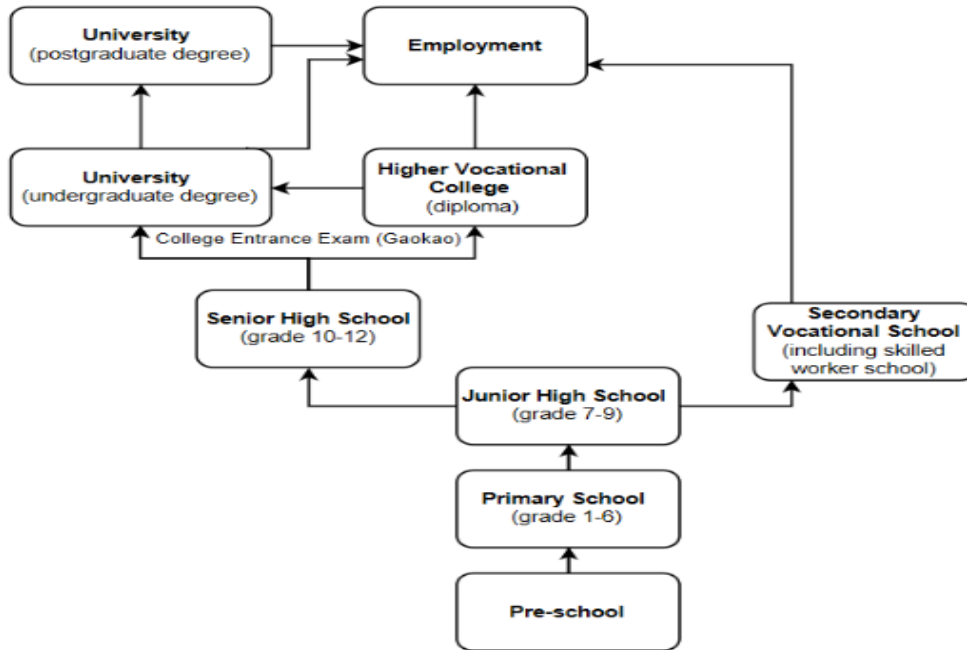 University
(postgraduate degree)
Employment
University
(undergraduate degree)
Higher Vocational
College
(diploma)
College Entrance Exam (Gaokao)
Senior High School
(grade 10-12)
Secondary
Vocational School
(including skilled
worker school)
Junior High School
(grade 7-9)
Primary School
(grade 1-6)
Pre-school